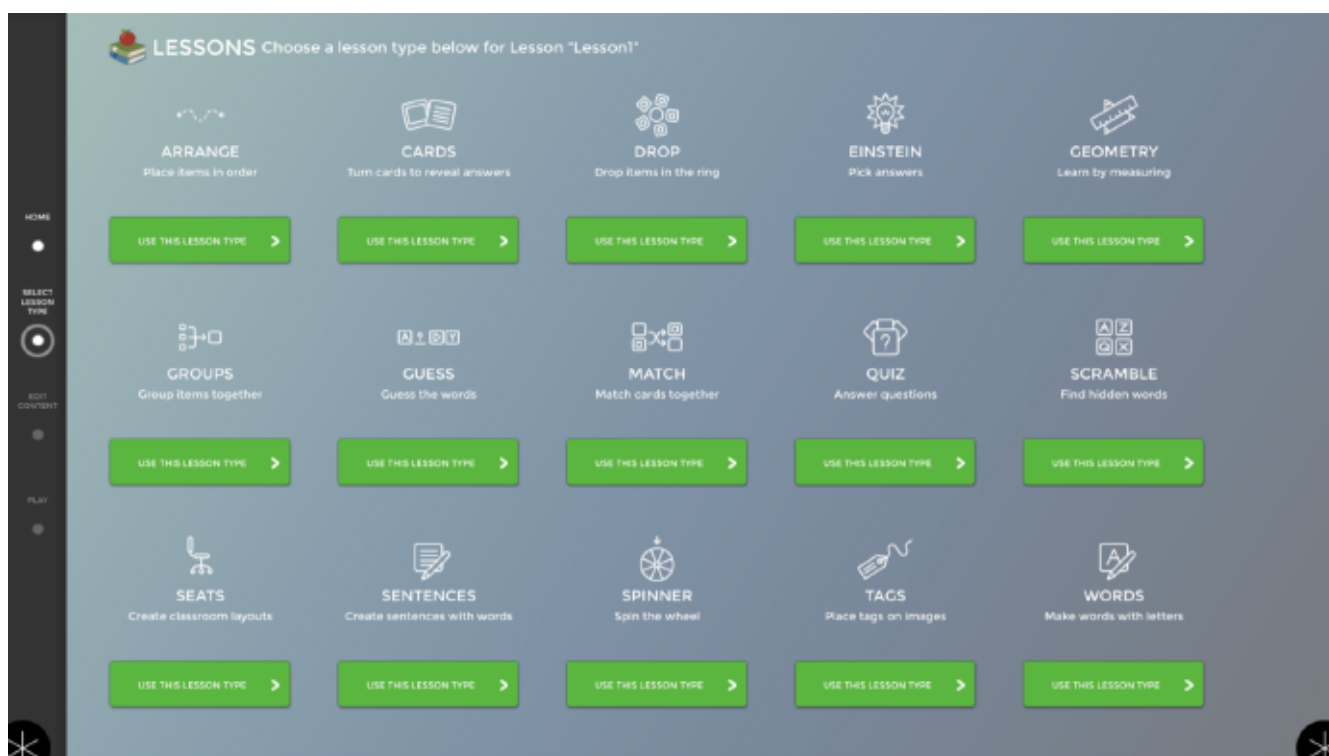 LESSONS Choose a lesson type below for Lesson "Lesson1"
ARRANGE
Place items in order
USE THIS LESSON TYPE
CARDS
Turn cards to reveal answers
USE THIS LESSON TYPE
DROP
Drop items in the ring
USE THIS LESSON TYPE
EINSTEIN
Pick answers
USE THIS LESSON TYPE
GEOMETRY
Learn by measuring
USE THIS LESSON TYPE
HOME
SELECT
LESSON
TYPE
EDIT
CONTENT
PLAY
GROUPS
Group items together
USE THIS LESSON TYPE
A ? D Y
GUESS
Guess the words
USE THIS LESSON TYPE
MATCH
Match cards together
USE THIS LESSON TYPE
?
QUIZ
Answer questions
USE THIS LESSON TYPE
A Z
Q X
SCRAMBLE
Find hidden words
USE THIS LESSON TYPE
SEATS
Create classroom layouts
USE THIS LESSON TYPE
SENTENCES
Create sentences with words
USE THIS LESSON TYPE
SPINNER
Spin the wheel
USE THIS LESSON TYPE
TAGS
Place tags on images
USE THIS LESSON TYPE
A
WORDS
Make words with letters
USE THIS LESSON TYPE